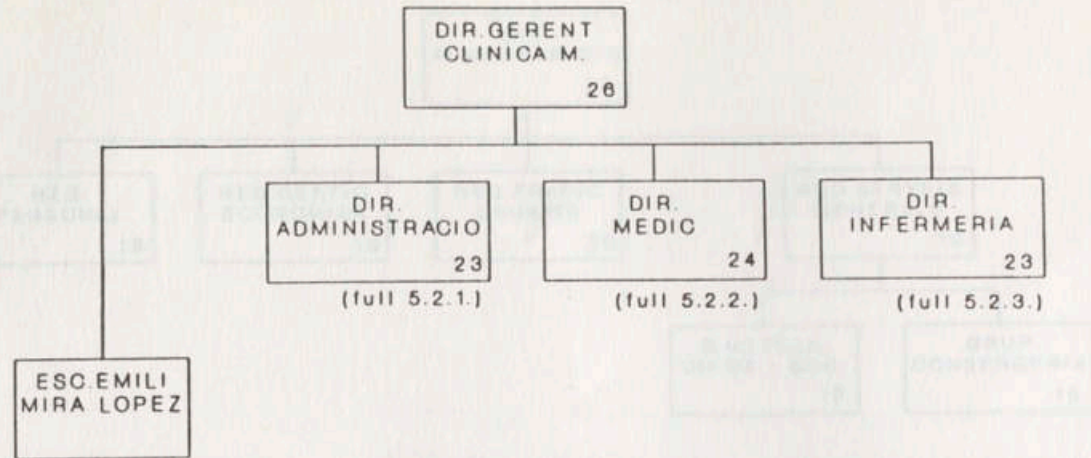 DIR.GERENT
CLINICA M.
26
DIR.
ADMINISTRACIO
23
(full 5.2.1.)
DIR.
MEDIC
24
(full 5.2.2.)
DIR.
INFERMERIA
23
(full 5.2.3.)
ESC.EMILI
MIRA LOPEZ